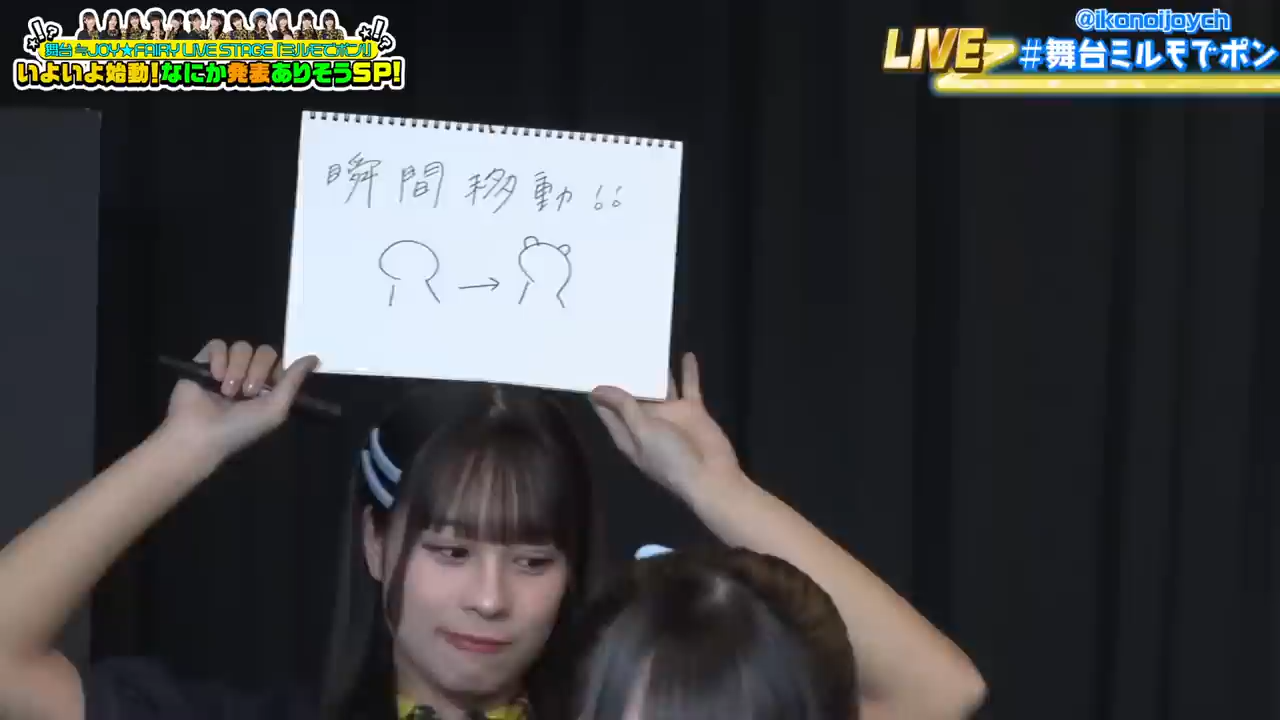 舞台 ≒JOY★FAIRY LIVE STAGE「ミルモでポン!」
いよいよ始動!なにか発表ありそうSP!
LIVE
@ikonoijoych
#舞台ミルモでポン
瞬間移動!!
→